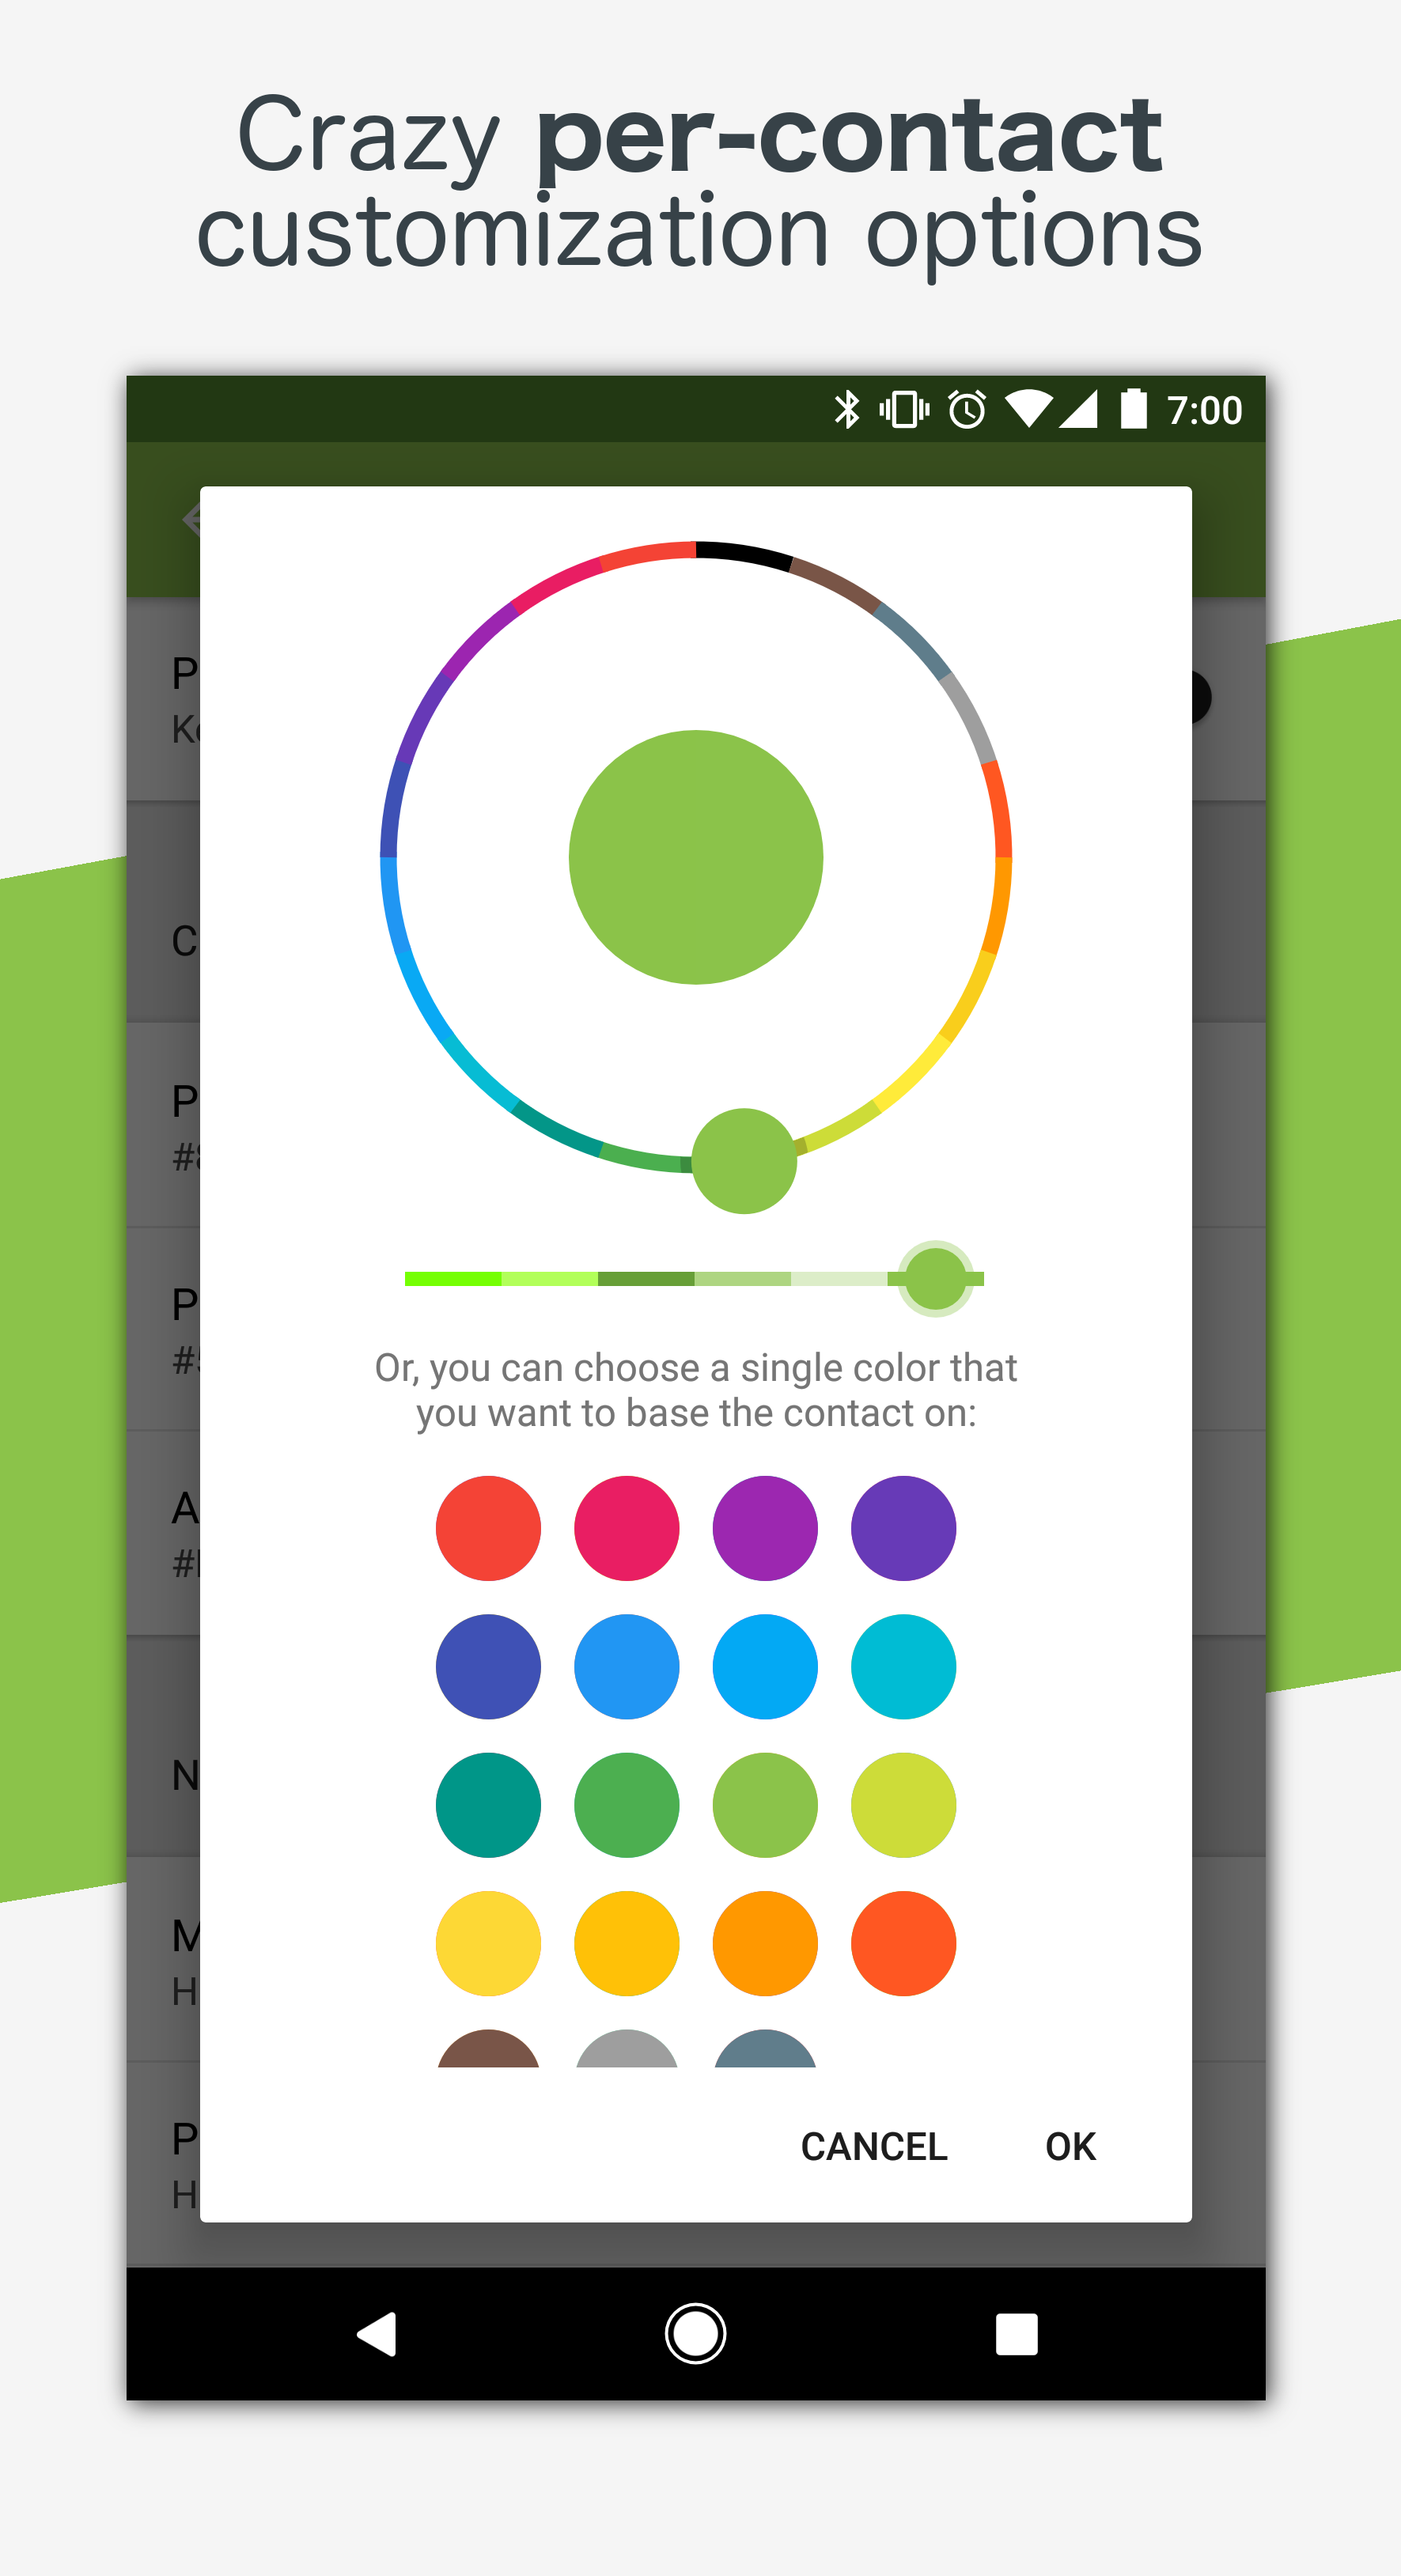 Crazy per-contact
customization options
7:00
Or, you can choose a single color that
you want to base the contact on:
CANCEL
OK